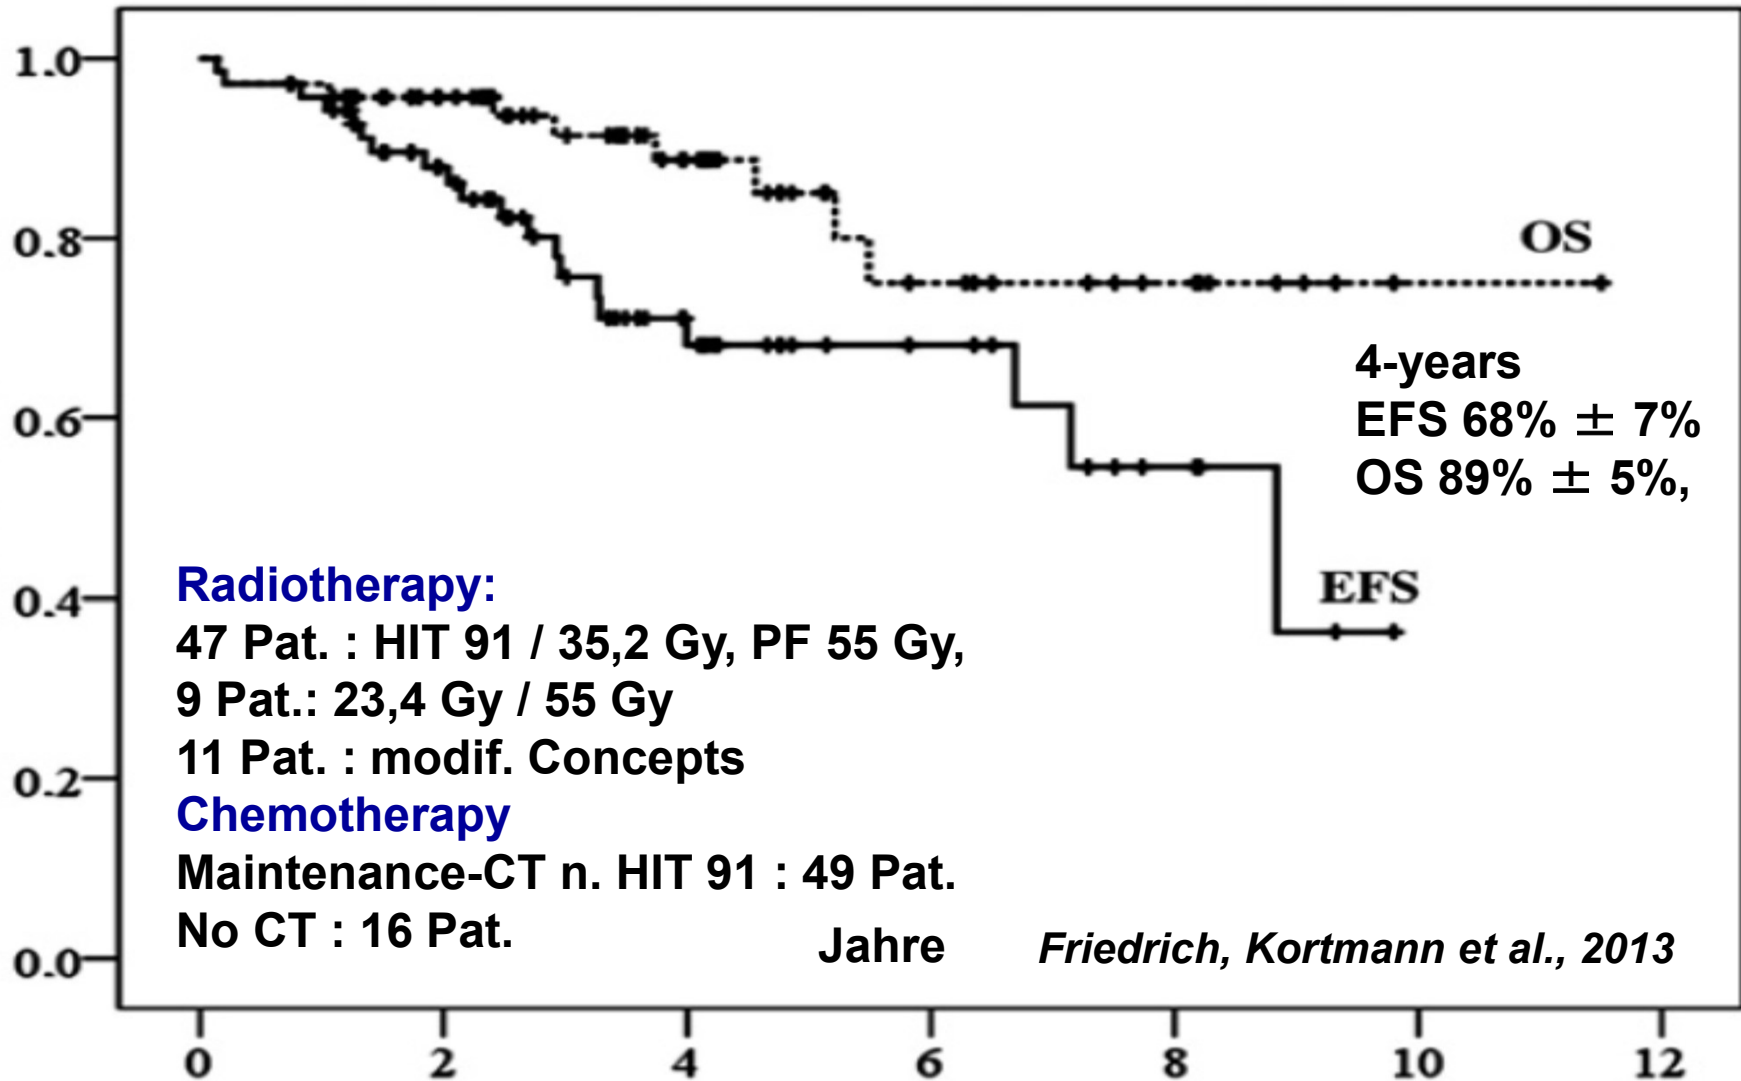 1.0
0.8
0.6
0.4
0.2
0.0
OS
4-years
EFS 68% ± 7%
OS 89% ± 5%,
EFS
Radiotherapy:
47 Pat. : HIT 91 / 35,2 Gy, PF 55 Gy,
9 Pat.: 23,4 Gy / 55 Gy
11 Pat. : modif. Concepts
Chemotherapy
Maintenance-CT n. HIT 91 : 49 Pat.
No CT : 16 Pat.
Jahre
Friedrich, Kortmann et al., 2013
0 2 4 6 8 10 12